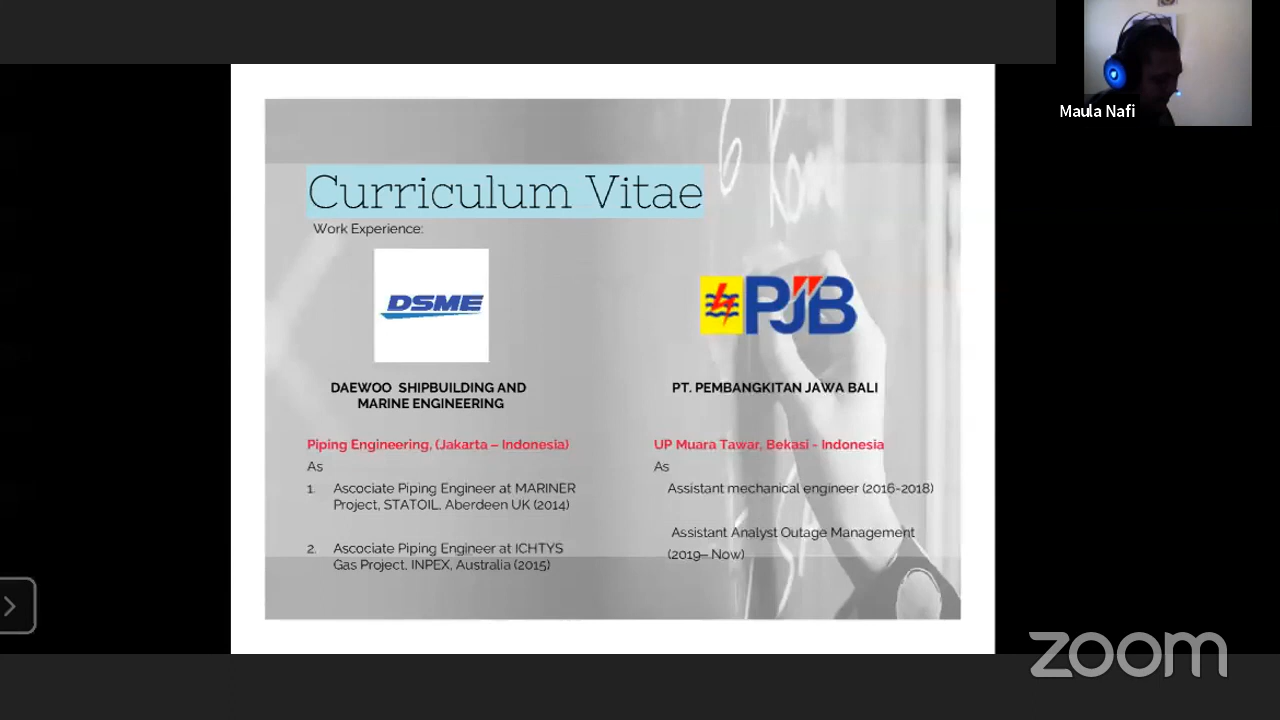 Maula Nafi
6 Kom
Curriculum Vitae
Work Experience:
DSME
PJB
DAEWOO SHIPBUILDING AND
MARINE ENGINEERING
PT. PEMBANGKITAN JAWA BALI
Piping Engineering, (Jakarta – Indonesia)
As
1. Ascociate Piping Engineer at MARINER
Project, STATOIL, Aberdeen UK (2014)
2. Ascociate Piping Engineer at ICHTYS
Gas Project, INPEX, Australia (2015)
UP Muara Tawar, Bekasi - Indonesia
As
Assistant mechanical engineer (2016-2018)
Assistant Analyst Outage Management
(2019– Now)
zoom